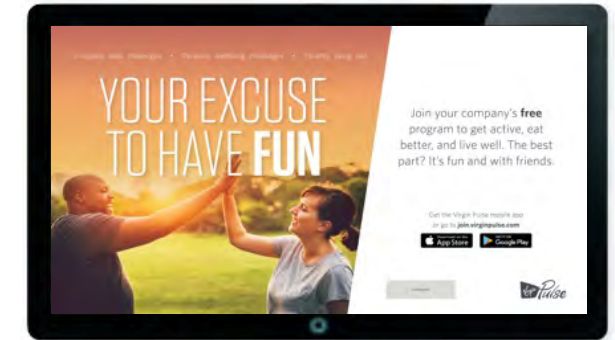 YOUR EXCUSE
TO HAVE FUN
Join your company's free
program to get active, eat
better, and live well. The best
part? It's fun and with friends.
Get the Virgin Pulse mobile app
or go to join.virginpulse.com
App Store
Google Play
Pulse